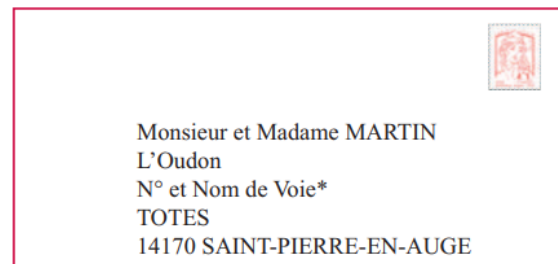 Monsieur et Madame MARTIN
L'Oudon
N° et Nom de Voie*
TOTES
14170 SAINT-PIERRE-EN-AUGE